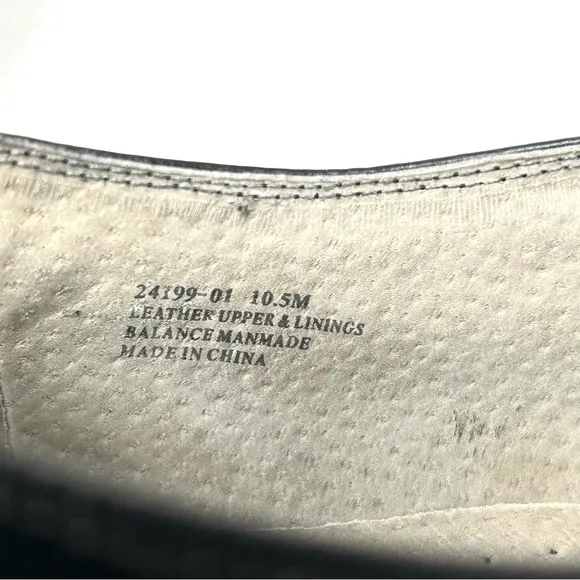 24199-01 10.5M
LEATHER UPPER & LININGS
BALANCE MANMADE
MADE IN CHINA